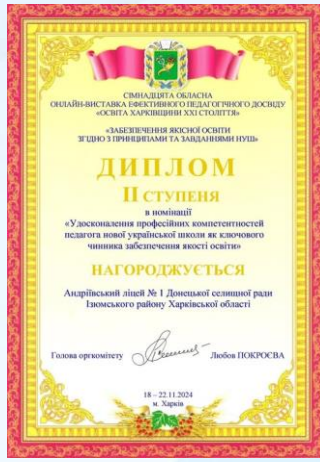 СІМНАДЦЯТА ОБЛАСНА
ОНЛАЙН-ВИСТАВКА ЕФЕКТИВНОГО ПЕДАГОГІЧНОГО ДОСВІДУ
«ОСВІТА ХАРКІВЩИНИ ХХІ СТОЛІТТЯ»
«ЗАБЕЗПЕЧЕННЯ ЯКІСНОЇ ОСВІТИ
ЗГІДНО З ПРИНЦИПАМИ ТА ЗАВДАННЯМИ НУШ»
ДИПЛОМ
ІІ СТУПЕНЯ
в номінації
«Удосконалення професійних компетентностей
педагога нової української школи як ключового
чинника забезпечення якості освіти»
НАГОРОДЖУЄТЬСЯ
Андріївський ліцей № 1 Донецької селищної ради
Ізюмського району Харківської області
Голова оргкомітету Любов ПОКРОЄВА
18 – 22.11.2024
м. Харків